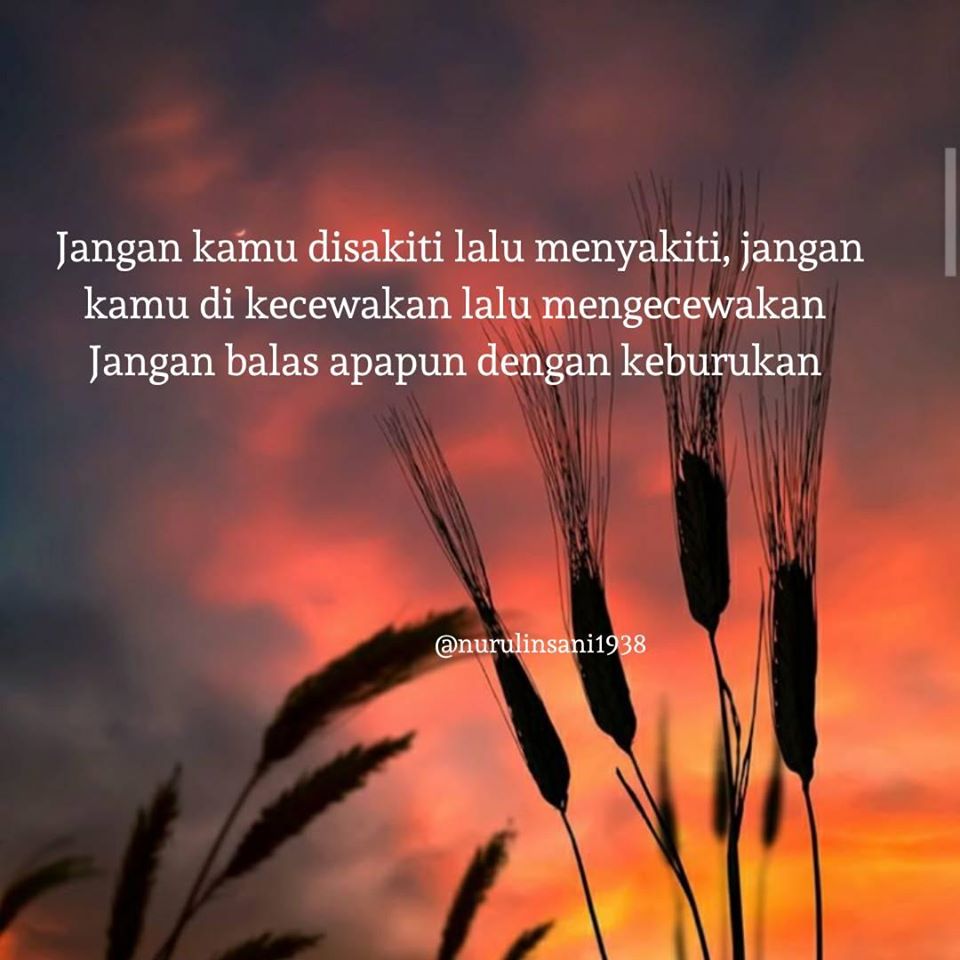 Jangan kamu disakiti lalu menyakiti, jangan
kamu di kecewakan lalu mengecewakan
Jangan balas apapun dengan keburukan
@nurulinsani1938